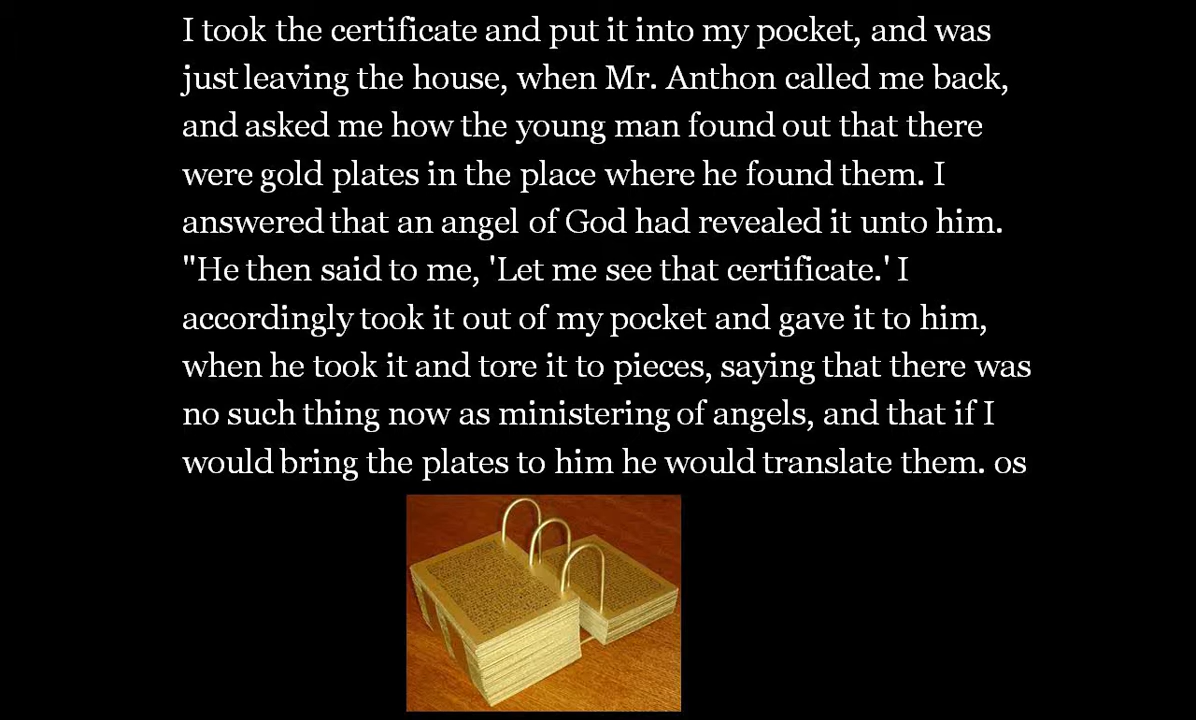 I took the certificate and put it into my pocket, and was
just leaving the house, when Mr. Anthon called me back,
and asked me how the young man found out that there
were gold plates in the place where he found them. I
answered that an angel of God had revealed it unto him.
"He then said to me, 'Let me see that certificate.' I
accordingly took it out of my pocket and gave it to him,
when he took it and tore it to pieces, saying that there was
no such thing now as ministering of angels, and that if I
would bring the plates to him he would translate them. os